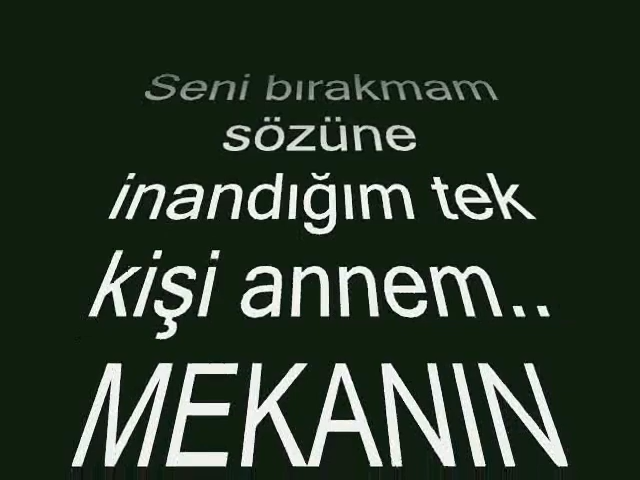 Seni bırakmam
sözüne
inandığım tek
kişi annem..
MEKANIN